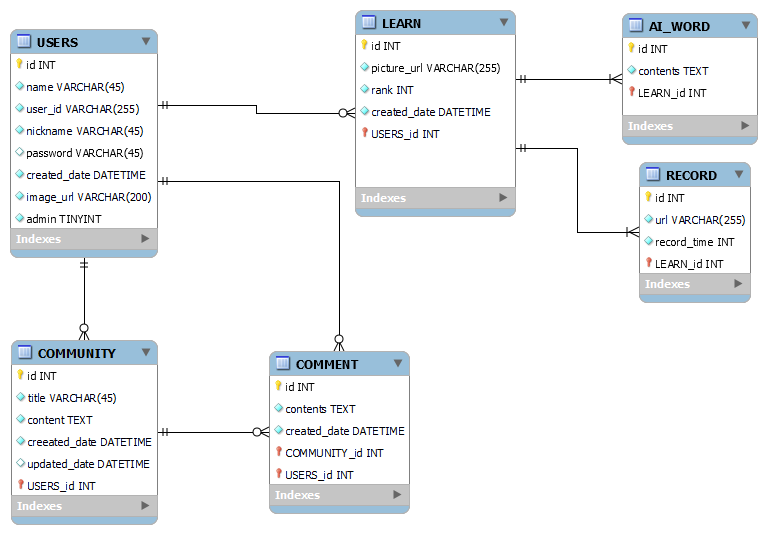 USERS
id INT
name VARCHAR(45)
user_id VARCHAR(255)
nickname VARCHAR(45)
password VARCHAR(45)
created_date DATETIME
image_url VARCHAR(200)
admin TINYINT
Indexes
LEARN
id INT
picture_url VARCHAR(255)
rank INT
created_date DATETIME
USERS_id INT
Indexes
AI_WORD
id INT
contents TEXT
LEARN_id INT
Indexes
RECORD
id INT
url VARCHAR(255)
record_time INT
LEARN_id INT
Indexes
COMMUNITY
id INT
title VARCHAR(45)
content TEXT
creeated_date DATETIME
updated_date DATETIME
USERS_id INT
Indexes
COMMENT
id INT
contents TEXT
created_date DATETIME
COMMUNITY_id INT
USERS_id INT
Indexes